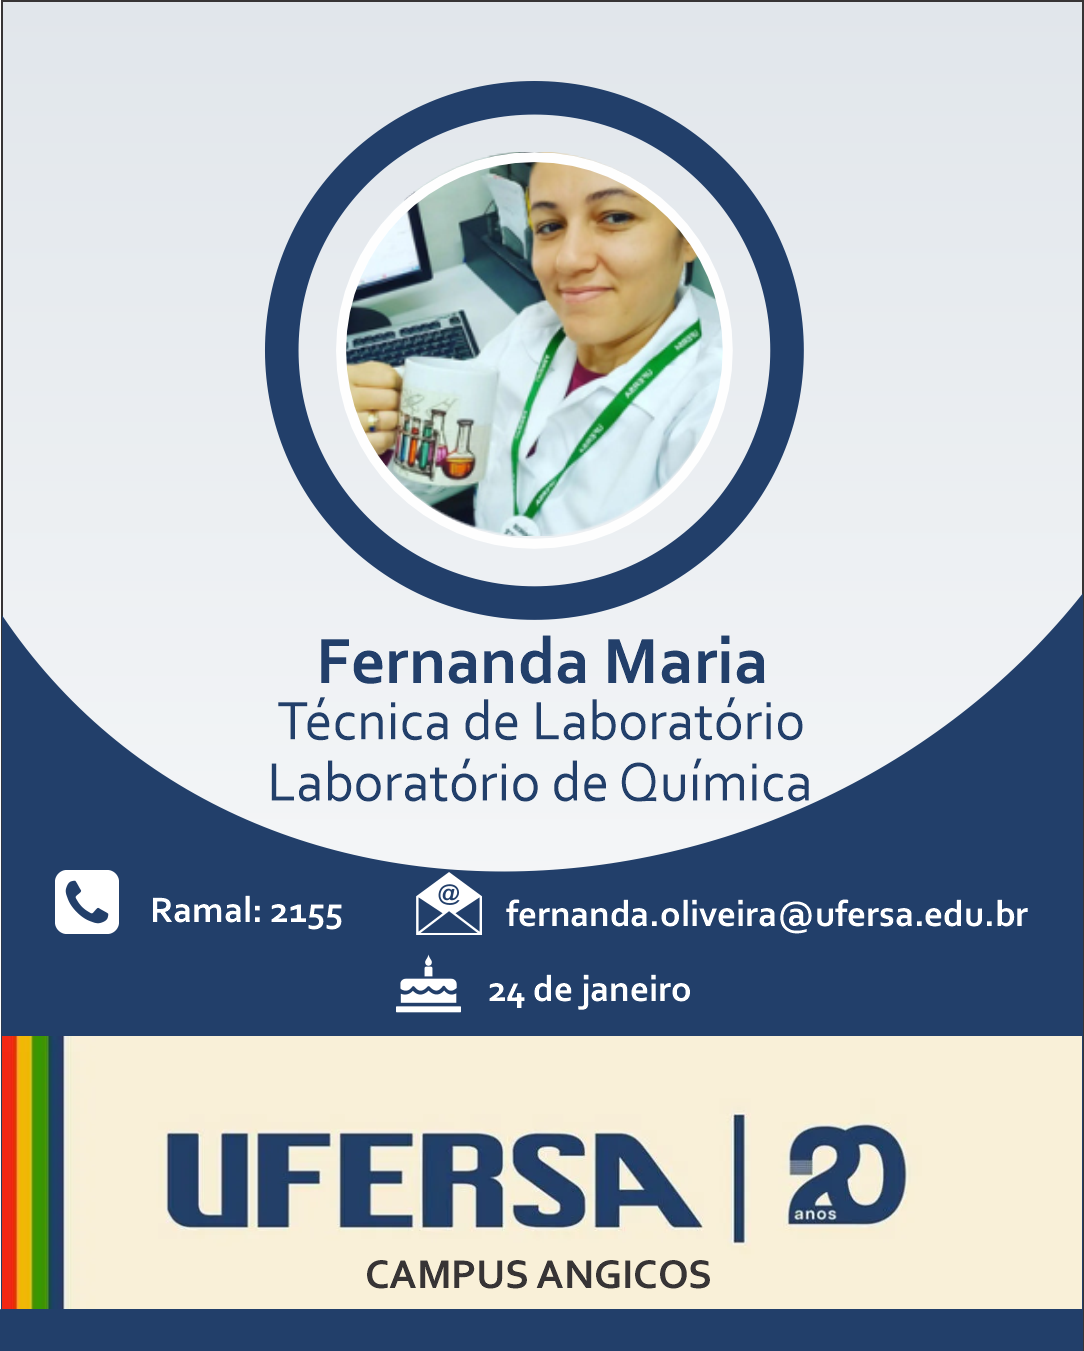 Fernanda Maria
Técnica de Laboratório
Laboratório de Química
Ramal: 2155
@
fernanda.oliveira@ufersa.edu.br
24 de janeiro
UFERSA | 20
anos
CAMPUS ANGICOS